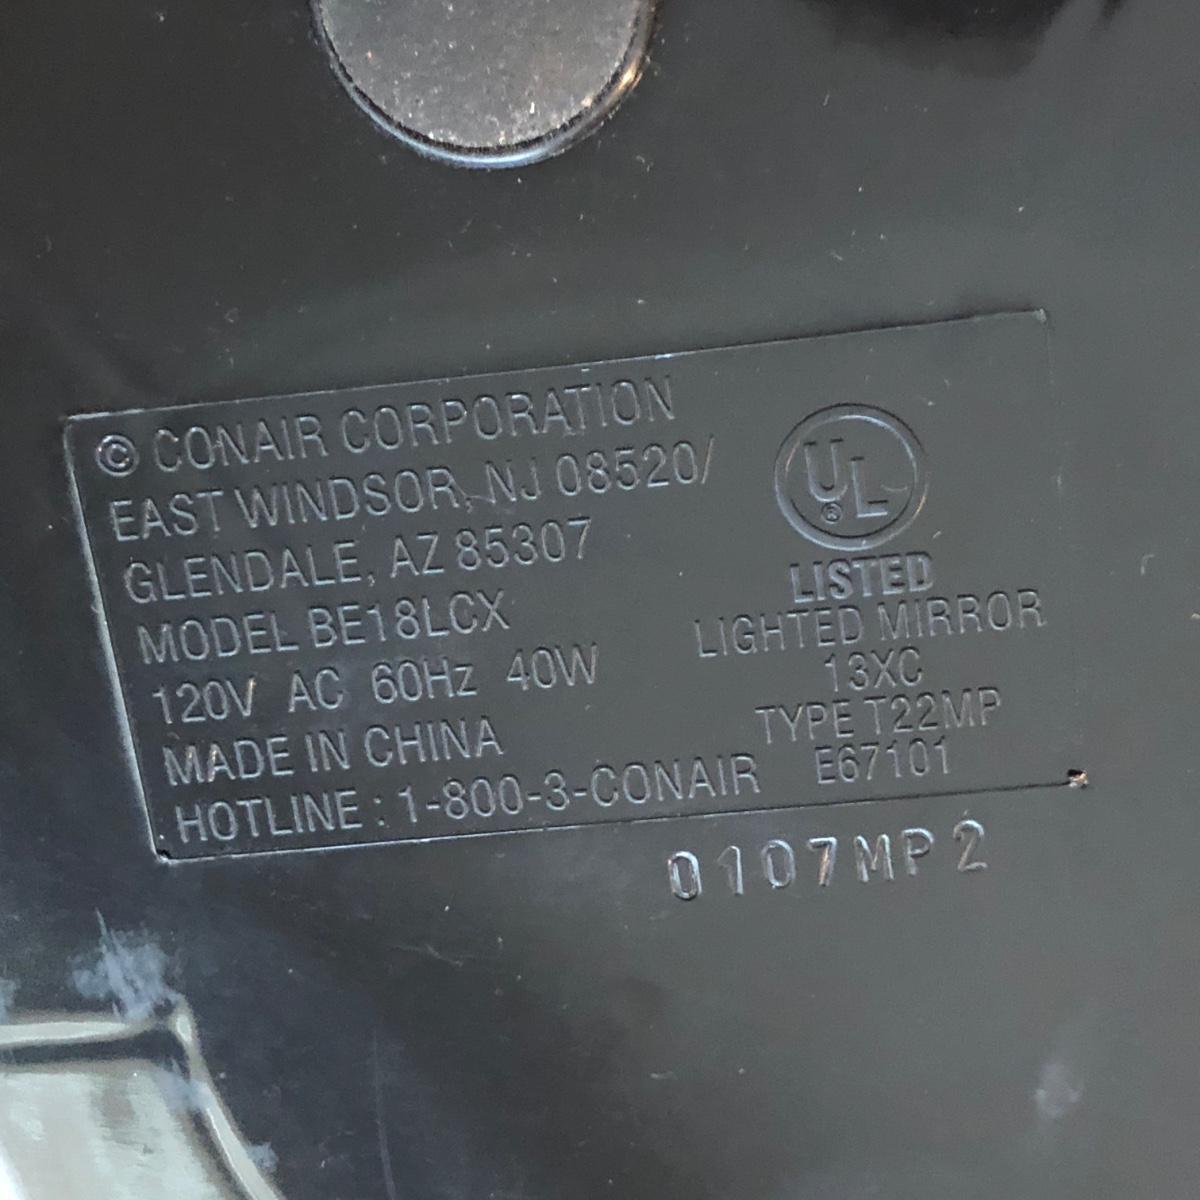 © CONAIR CORPORATION
EAST WINDSOR, NJ 08520/
GLENDALE, AZ 85307
MODEL BE18LCX
120V AC 60Hz 40W
MADE IN CHINA
HOTLINE : 1-800-3-CONAIR
UL ®
LISTED
LIGHTED MIRROR
13XC
TYPE T22MP
E67101
0107MP2